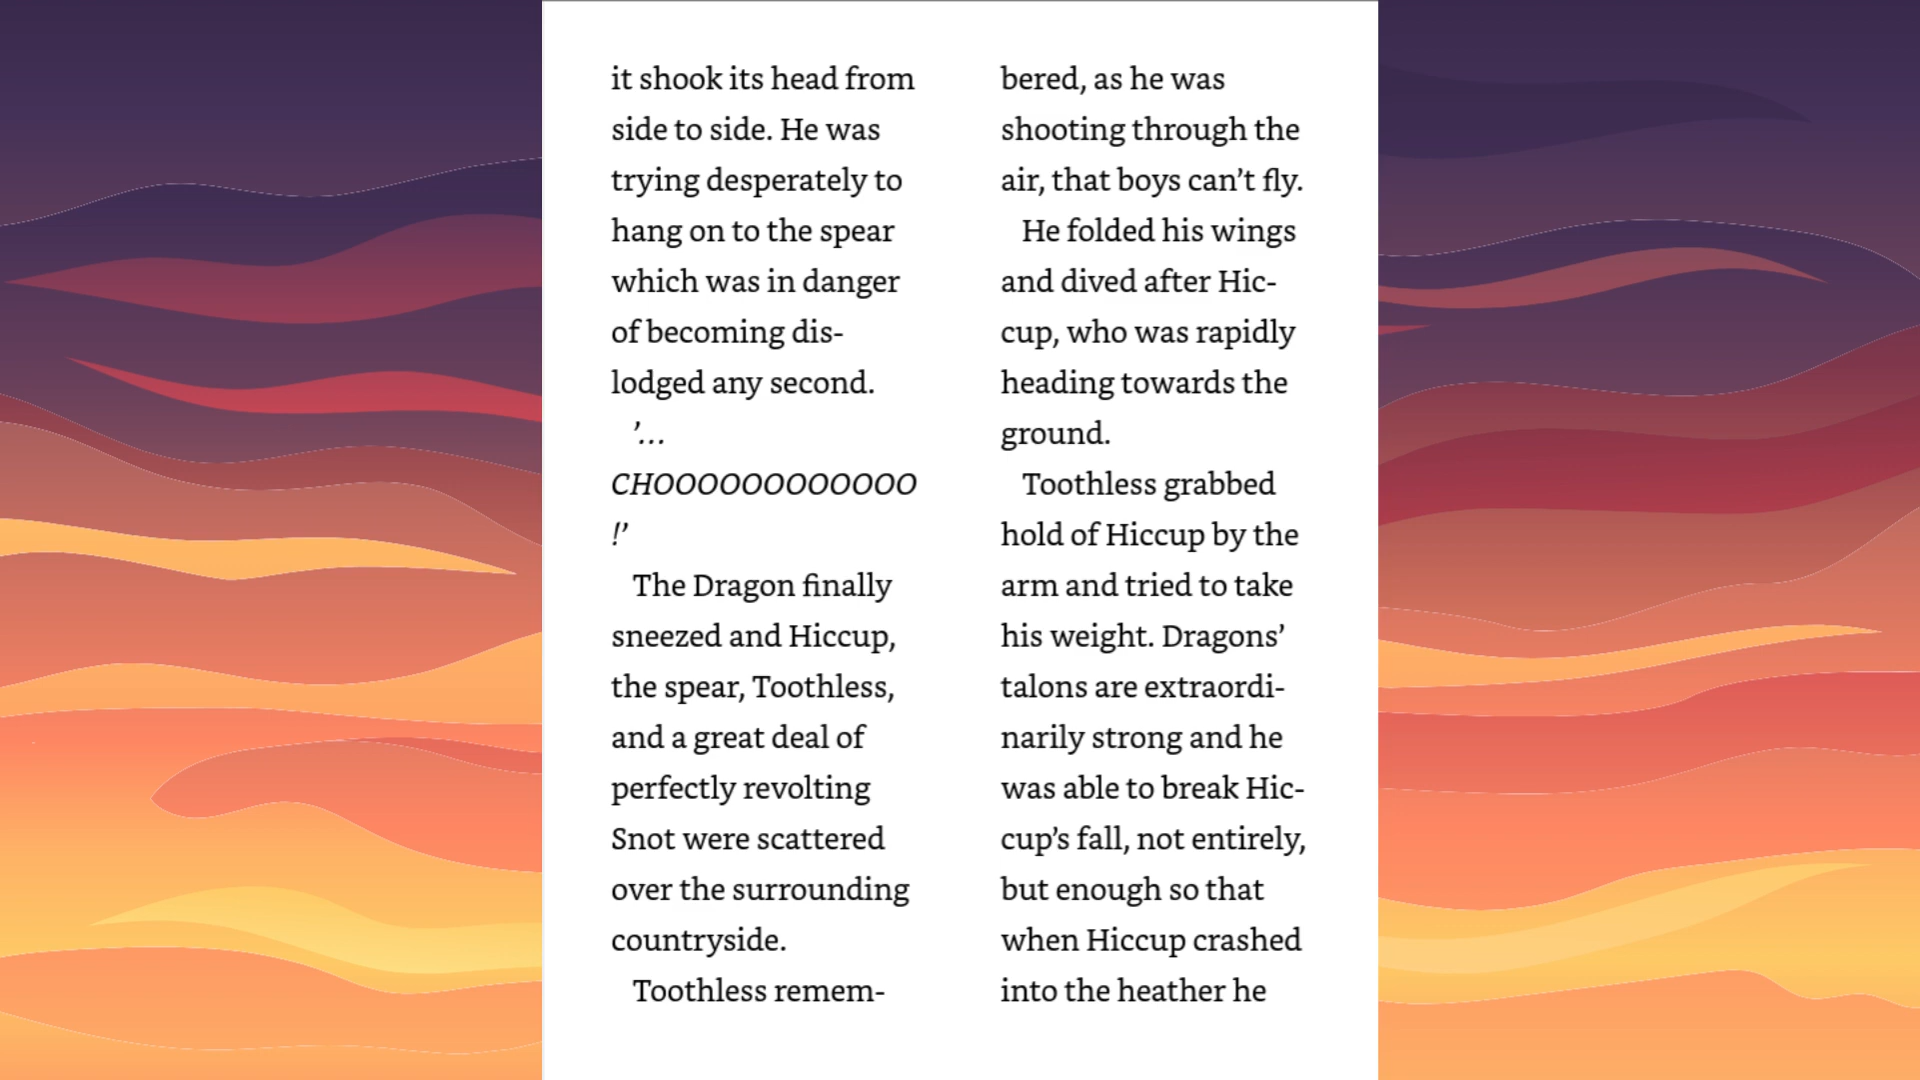 it shook its head from
side to side. He was
trying desperately to
hang on to the spear
which was in danger
of becoming dis-
lodged any second.
’…
CHOOOOOOOOOOOOO
!’
The Dragon finally
sneezed and Hiccup,
the spear, Toothless,
and a great deal of
perfectly revolting
Snot were scattered
over the surrounding
countryside.
Toothless remem-
bered, as he was
shooting through the
air, that boys can’t fly.
He folded his wings
and dived after Hic-
cup, who was rapidly
heading towards the
ground.
Toothless grabbed
hold of Hiccup by the
arm and tried to take
his weight. Dragons’
talons are extraordi-
narily strong and he
was able to break Hic-
cup’s fall, not entirely,
but enough so that
when Hiccup crashed
into the heather he